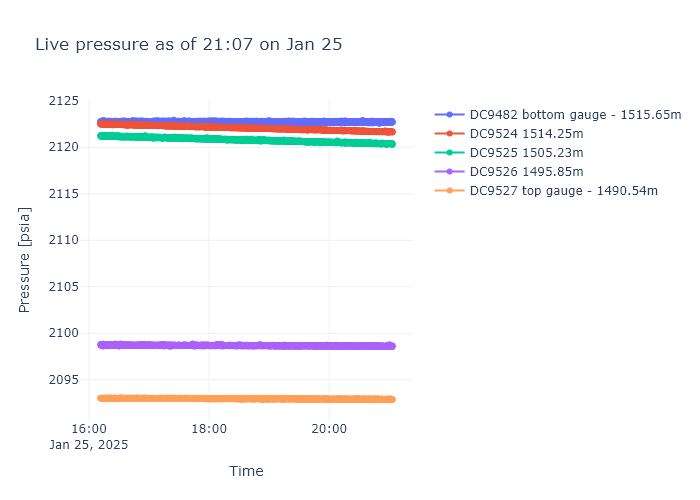 Live pressure as of 21:07 on Jan 25
2125
2120
2115
2110
2105
2100
2095
Pressure [psia]
16:00
Jan 25, 2025
18:00
20:00
Time
DC9482 bottom gauge - 1515.65m
DC9524 1514.25m
DC9525 1505.23m
DC9526 1495.85m
DC9527 top gauge - 1490.54m